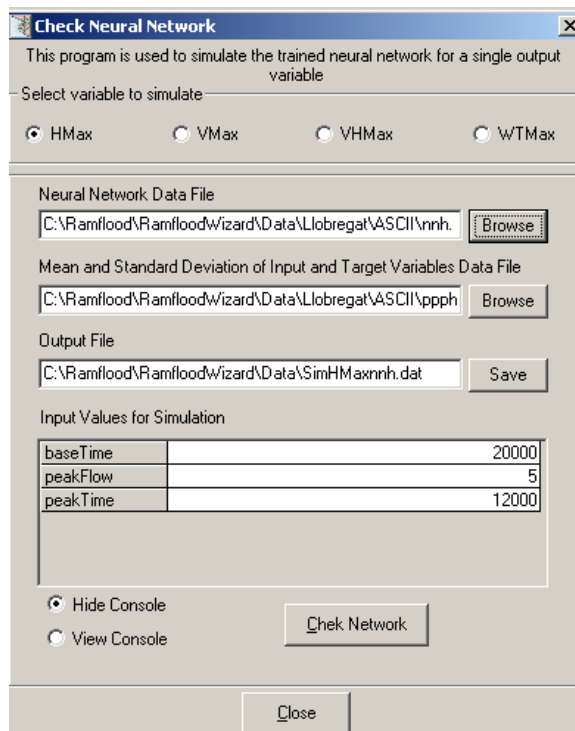 Check Neural Network
This program is used to simulate the trained neural network for a single output
variable
Select variable to simulate
HMax VMax VHMax WTMax
Neural Network Data File
C:\Ramflood\RamfloodWizard\Data\Llobregat\ASCII\nnh. Browse
Mean and Standard Deviation of Input and Target Variables Data File
C:\Ramflood\RamfloodWizard\Data\Llobregat\ASCII\ppph Browse
Output File
C:\Ramflood\RamfloodWizard\Data\SimHMaxnnh.dat Save
Input Values for Simulation
baseTime 20000
peakFlow 5
peakTime 12000
Hide Console
Chek Network
View Console
Close